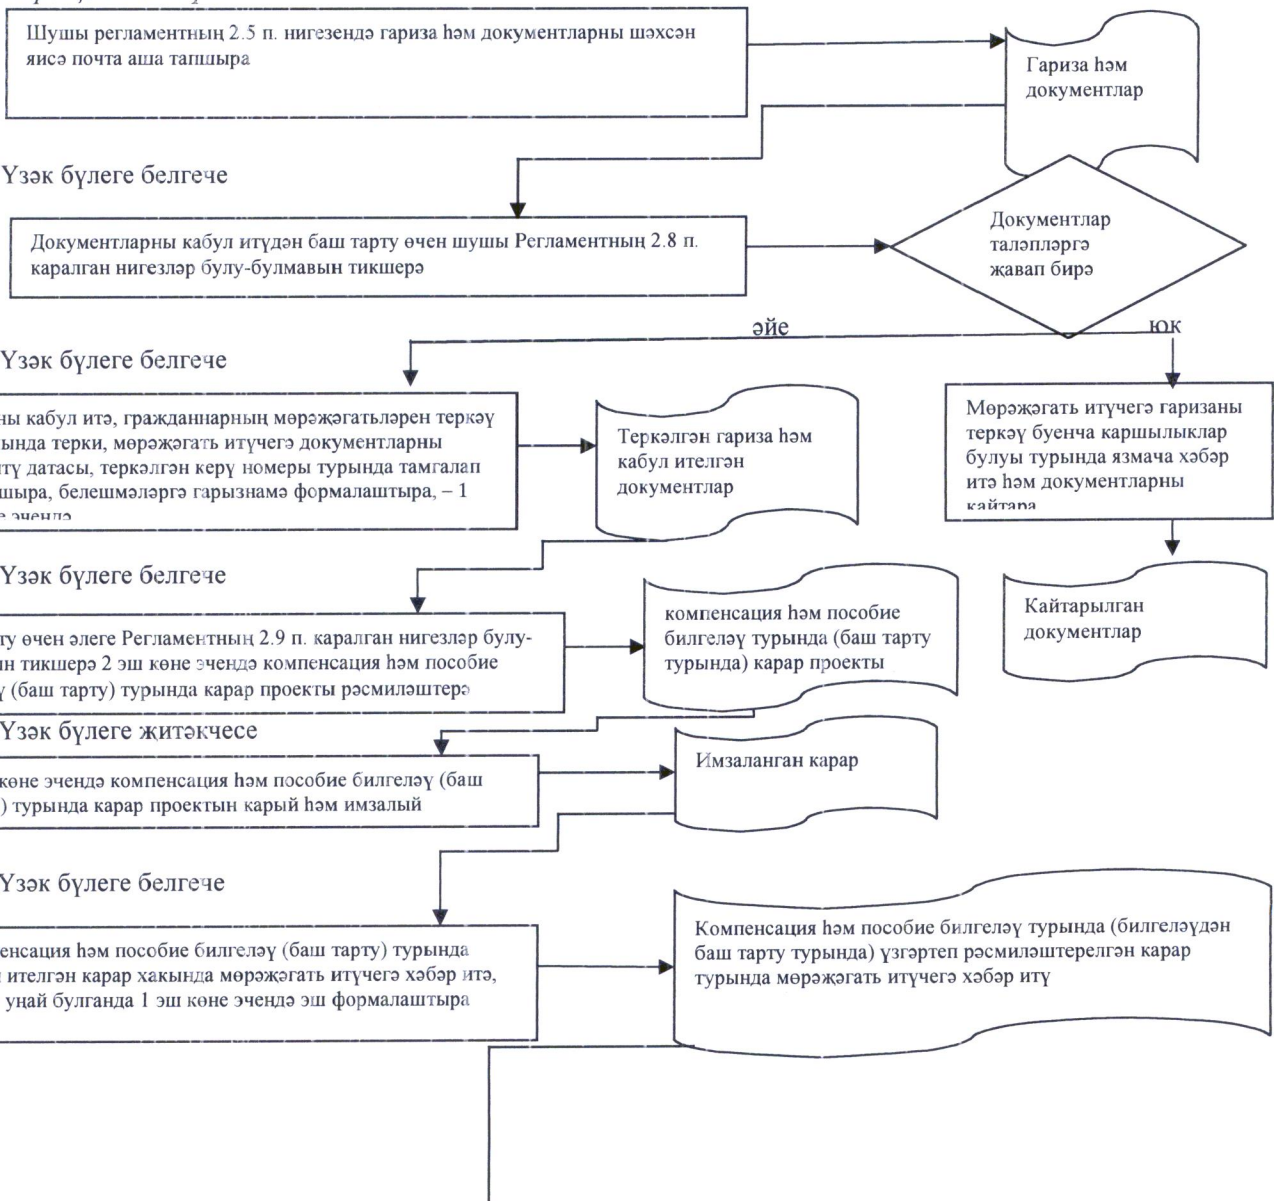 Шушы регламентның 2.5 п. нигезендә гариза һәм документларны шәхсән
яисә почта аша тапшыра
Гариза һәм
документлар
Үзәк бүлеге белгече
Документларны кабул итүдән баш тарту өчен шушы Регламентның 2.8 п.
каралган нигезләр булу-булмавын тикшерә
Документлар
таләпләргә
җавап бирә
әйе
юк
Үзәк бүлеге белгече
ны кабул итә, гражданнарның мөрәҗәгатьләрен теркәү
ында терки, мөрәҗәгать итүчегә документларны
тү датасы, теркәлгән керү номеры турында тамгалап
шыра, белешмәләргә гарызнамә формалаштыра, – 1
е эчендә
Теркәлгән гариза һәм
кабул ителгән
документлар
Мөрәҗәгать итүчегә гаризаны
теркәү буенча каршылыклар
булуы турында язмача хәбәр
итә һәм документларны
кайтара
Үзәк бүлеге белгече
ту өчен әлеге Регламентның 2.9 п. каралган нигезләр булу-
ын тикшерә 2 эш көне эчендә компенсация һәм пособие
ү (баш тарту) турында карар проекты рәсмиләштерә
компенсация һәм пособие
билгеләү турында (баш тарту
турында) карар проекты
Кайтарылган
документлар
Үзәк бүлеге җитәкчесе
көне эчендә компенсация һәм пособие билгеләү (баш
) турында карар проектын карый һәм имзалый
Имзаланган карар
Үзәк бүлеге белгече
енсация һәм пособие билгеләү (баш тарту) турында
ителгән карар хакында мөрәҗәгать итүчегә хәбәр итә,
уңай булганда 1 эш көне эчендә эш формалаштыра
Компенсация һәм пособие билгеләү турында (билгеләүдән
баш тарту турында) үзгәртеп рәсмиләштерелгән карар
турында мөрәҗәгать итүчегә хәбәр итү